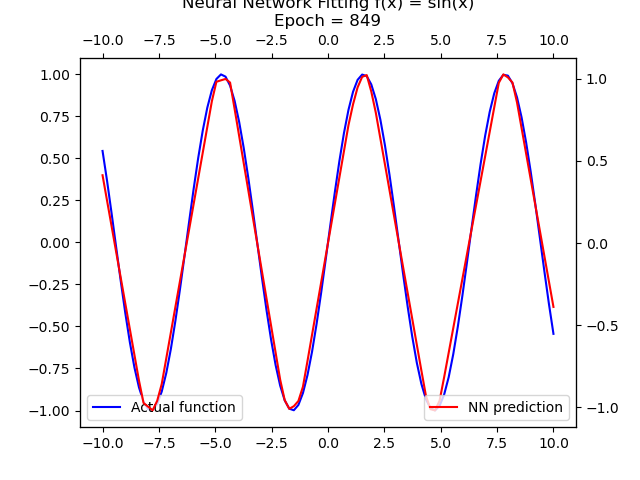 Neural Network Fitting f(x) = sin(x)
Epoch = 849
−10.0 −7.5 −5.0 −2.5 0.0 2.5 5.0 7.5 10.0
1.00
0.75
0.50
0.25
0.00
−0.25
−0.50
−0.75
−1.00
1.0
0.5
0.0
−0.5
−1.0
Actual function
NN prediction
−10.0 −7.5 −5.0 −2.5 0.0 2.5 5.0 7.5 10.0